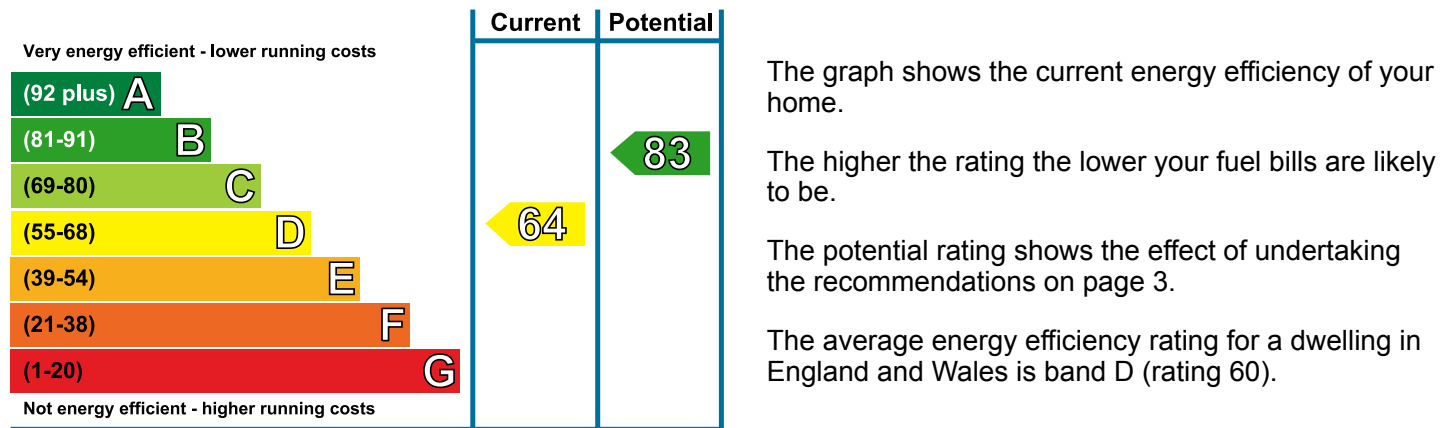 Current Potential
Very energy efficient - lower running costs
(92 plus) A
(81-91) B
83
(69-80) C
(55-68) D
64
(39-54) E
(21-38) F
(1-20) G
Not energy efficient - higher running costs
The graph shows the current energy efficiency of your
home.
The higher the rating the lower your fuel bills are likely
to be.
The potential rating shows the effect of undertaking
the recommendations on page 3.
The average energy efficiency rating for a dwelling in
England and Wales is band D (rating 60).